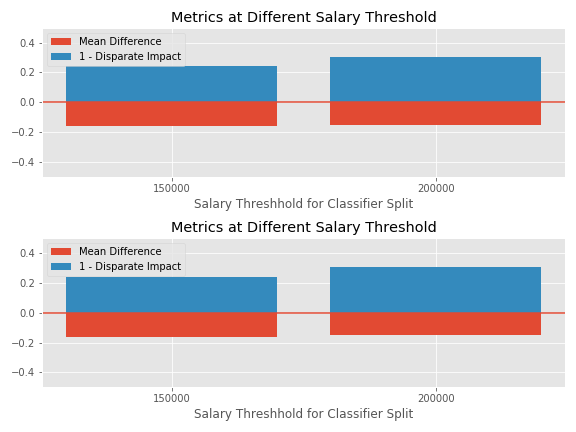 Metrics at Different Salary Threshold
0.4
Mean Difference
1 - Disparate Impact
0.2
0.0
−0.2
−0.4
150000
200000
Salary Threshhold for Classifier Split
Metrics at Different Salary Threshold
0.4
Mean Difference
1 - Disparate Impact
0.2
0.0
−0.2
−0.4
150000
200000
Salary Threshhold for Classifier Split